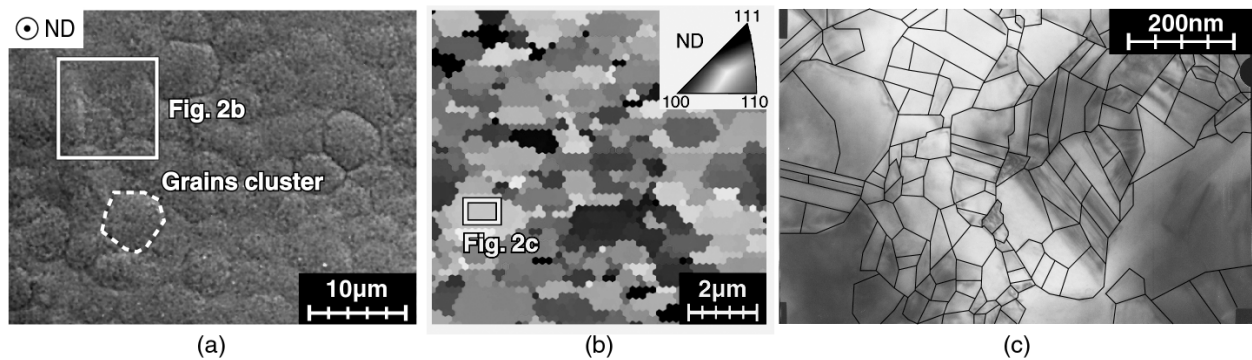 ⊙ ND
Fig. 2b
Grains cluster
10µm
(a)
111
ND
100 110
Fig. 2c
2µm
(b)
200nm
(c)